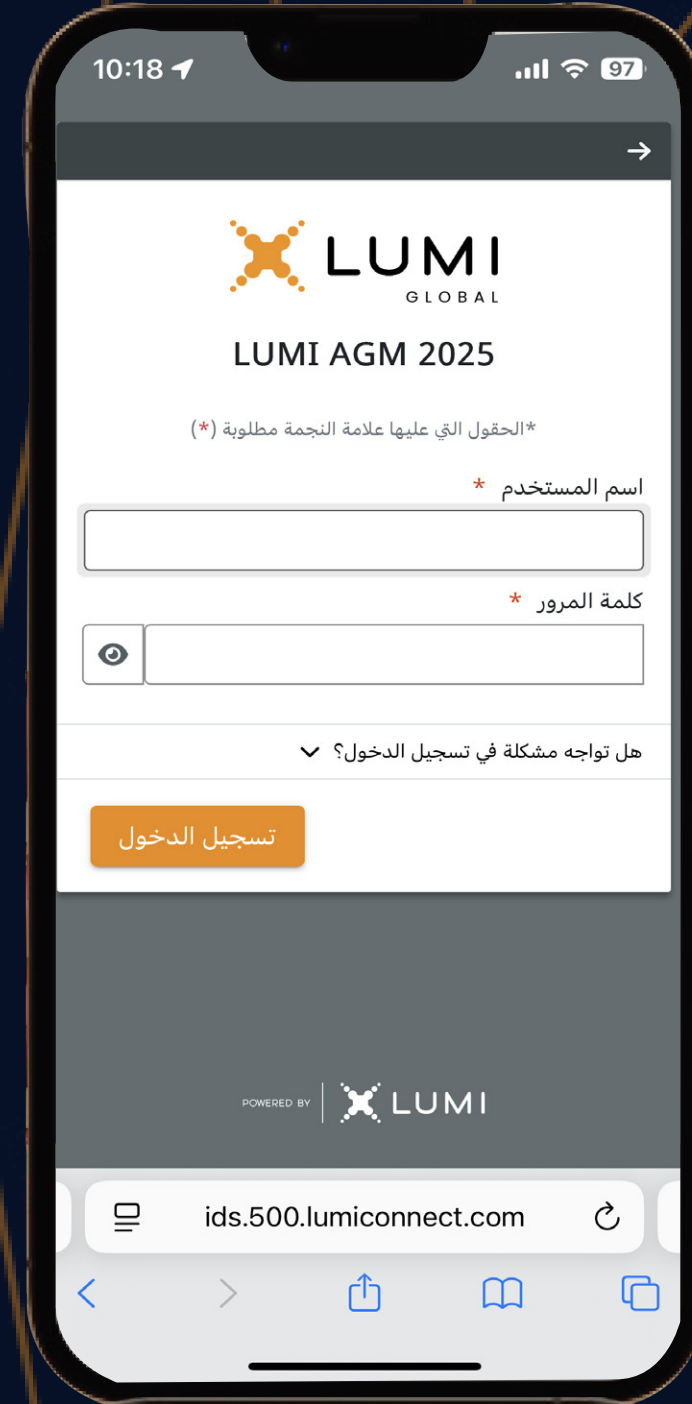 10:18
97
LUMI
GLOBAL
LUMI AGM 2025
*الحقول التي عليها علامة النجمة مطلوبة (*)
اسم المستخدم *
كلمة المرور *
هل تواجه مشكلة في تسجيل الدخول؟
تسجيل الدخول
POWERED BY LUMI
ids.500.lumiconnect.com